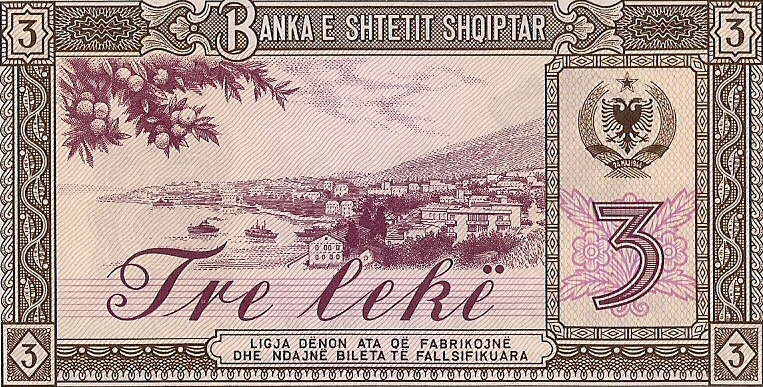 3 BANKA E SHTETIT SHQIPTAR 3
3
Tre lekë
LIGJA DËNON ATA QË FABRIKOJNË
DHE NDAJNË BILETA TË FALLSIFIKUARA
3 3